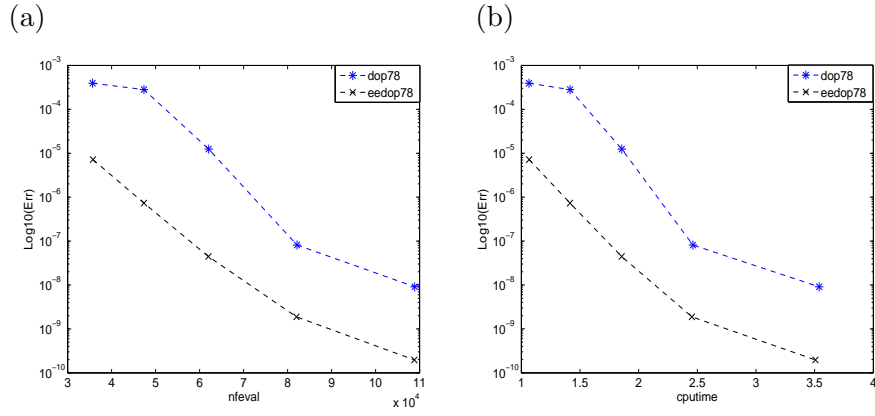 (a)
(b)
10^-3
10^-4
10^-5
10^-6
10^-7
10^-8
10^-9
10^-10
Log10(Err)
dop78
eedop78
3 4 5 6 7 8 9 10 11
x 10^4
nfeval
10^-3
10^-4
10^-5
10^-6
10^-7
10^-8
10^-9
10^-10
Log10(Err)
dop78
eedop78
1 1.5 2 2.5 3 3.5 4
cputime